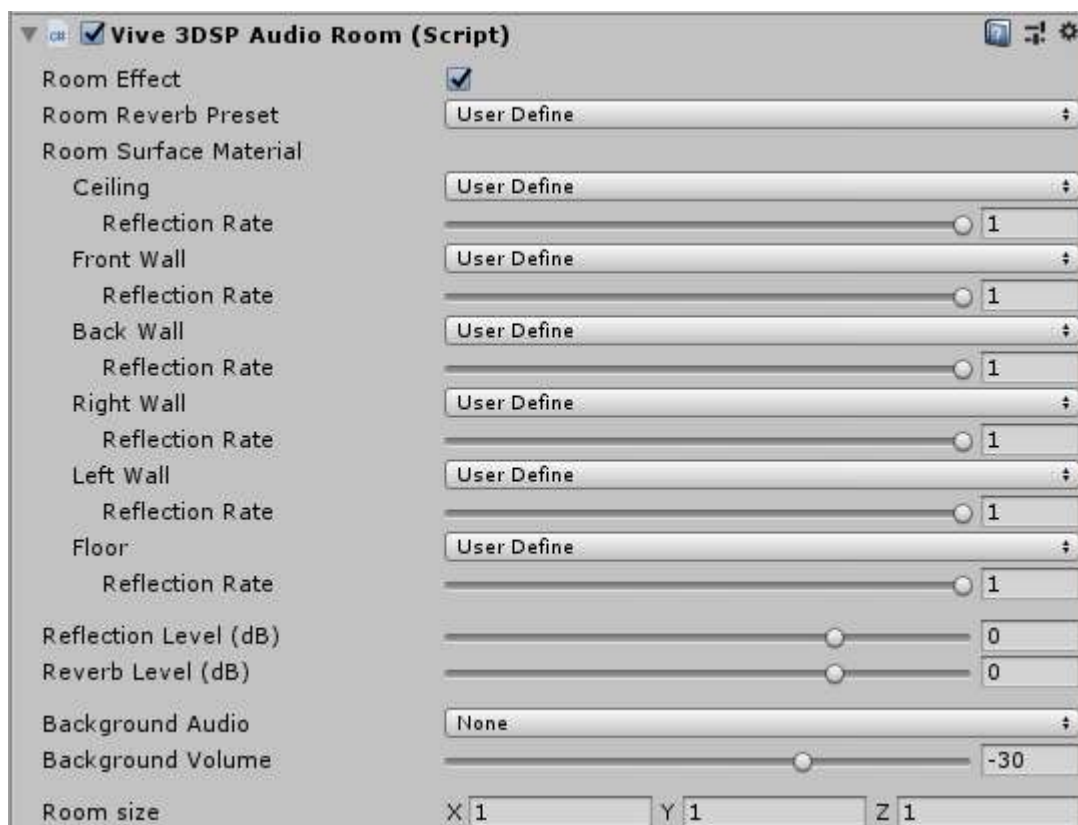 Vive 3DSP Audio Room (Script)
Room Effect
Room Reverb Preset User Define
Room Surface Material
Ceiling User Define
Reflection Rate 1
Front Wall User Define
Reflection Rate 1
Back Wall User Define
Reflection Rate 1
Right Wall User Define
Reflection Rate 1
Left Wall User Define
Reflection Rate 1
Floor User Define
Reflection Rate 1
Reflection Level (dB) 0
Reverb Level (dB) 0
Background Audio None
Background Volume -30
Room size X 1 Y 1 Z 1